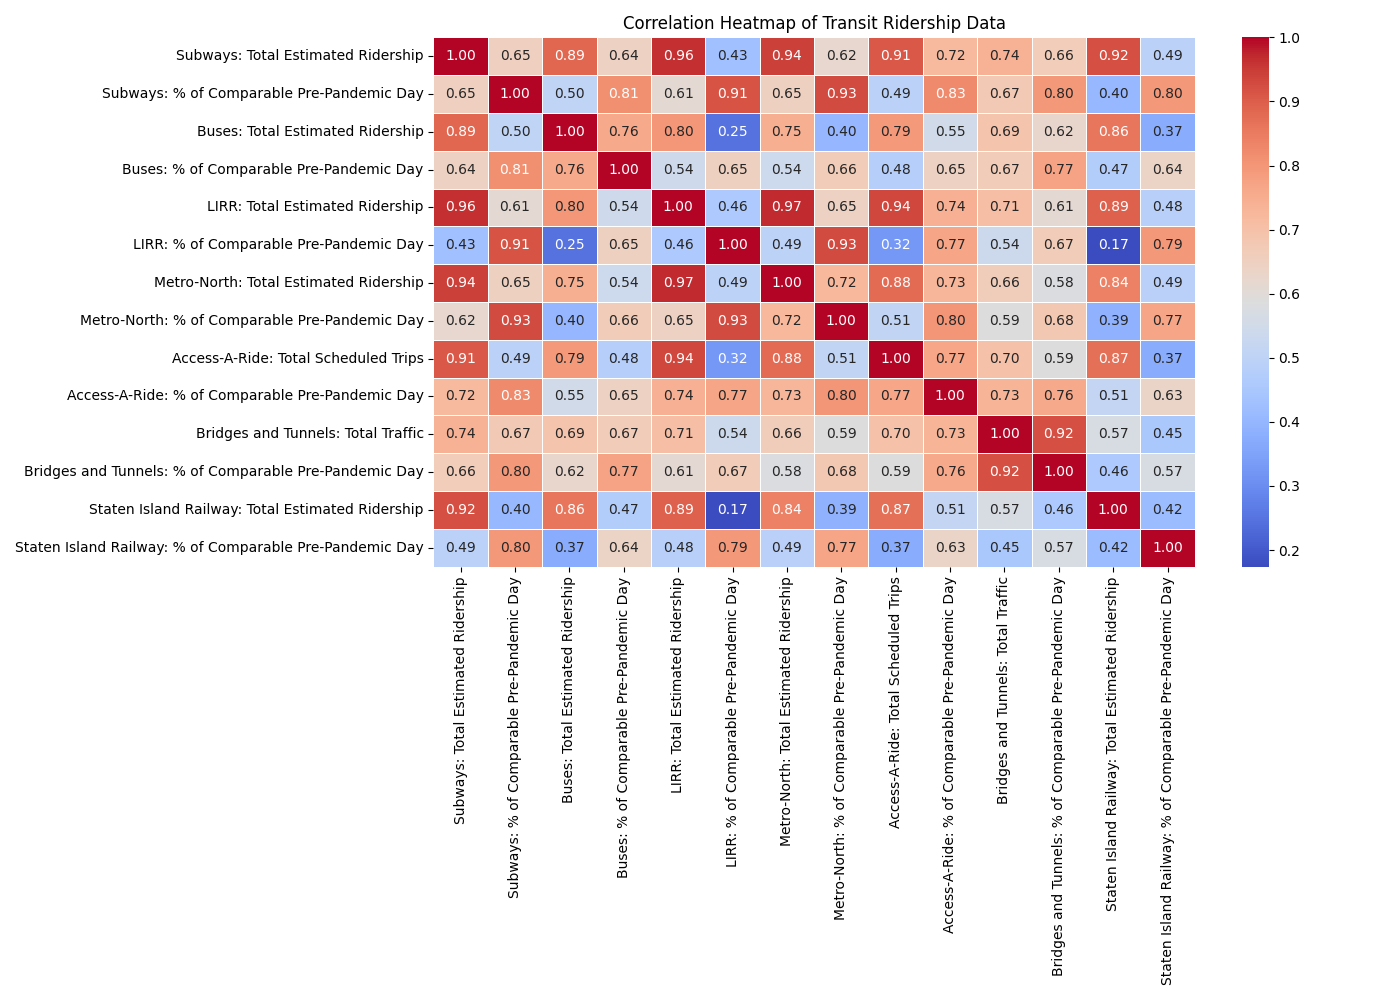 Correlation Heatmap of Transit Ridership Data
Subways: Total Estimated Ridership 1.00 0.65 0.89 0.64 0.96 0.43 0.94 0.62 0.91 0.72 0.74 0.66 0.92 0.49
Subways: % of Comparable Pre-Pandemic Day 0.65 1.00 0.50 0.81 0.61 0.91 0.65 0.93 0.49 0.83 0.67 0.80 0.40 0.80
Buses: Total Estimated Ridership 0.89 0.50 1.00 0.76 0.80 0.25 0.75 0.40 0.79 0.55 0.69 0.62 0.86 0.37
Buses: % of Comparable Pre-Pandemic Day 0.64 0.81 0.76 1.00 0.54 0.65 0.54 0.66 0.48 0.65 0.67 0.77 0.47 0.64
LIRR: Total Estimated Ridership 0.96 0.61 0.80 0.54 1.00 0.46 0.97 0.65 0.94 0.74 0.71 0.61 0.89 0.48
LIRR: % of Comparable Pre-Pandemic Day 0.43 0.91 0.25 0.65 0.46 1.00 0.49 0.93 0.32 0.77 0.54 0.67 0.17 0.79
Metro-North: Total Estimated Ridership 0.94 0.65 0.75 0.54 0.97 0.49 1.00 0.72 0.88 0.73 0.66 0.58 0.84 0.49
Metro-North: % of Comparable Pre-Pandemic Day 0.62 0.93 0.40 0.66 0.65 0.93 0.72 1.00 0.51 0.80 0.59 0.68 0.39 0.77
Access-A-Ride: Total Scheduled Trips 0.91 0.49 0.79 0.48 0.94 0.32 0.88 0.51 1.00 0.77 0.70 0.59 0.87 0.37
Access-A-Ride: % of Comparable Pre-Pandemic Day 0.72 0.83 0.55 0.65 0.74 0.77 0.73 0.80 0.77 1.00 0.73 0.76 0.51 0.63
Bridges and Tunnels: Total Traffic 0.74 0.67 0.69 0.67 0.71 0.54 0.66 0.59 0.70 0.73 1.00 0.92 0.57 0.45
Bridges and Tunnels: % of Comparable Pre-Pandemic Day 0.66 0.80 0.62 0.77 0.61 0.67 0.58 0.68 0.59 0.76 0.92 1.00 0.46 0.57
Staten Island Railway: Total Estimated Ridership 0.92 0.40 0.86 0.47 0.89 0.17 0.84 0.39 0.87 0.51 0.57 0.46 1.00 0.42
Staten Island Railway: % of Comparable Pre-Pandemic Day 0.49 0.80 0.37 0.64 0.48 0.79 0.49 0.77 0.37 0.63 0.45 0.57 0.42 1.00
Subways: Total Estimated Ridership
Subways: % of Comparable Pre-Pandemic Day
Buses: Total Estimated Ridership
Buses: % of Comparable Pre-Pandemic Day
LIRR: Total Estimated Ridership
LIRR: % of Comparable Pre-Pandemic Day
Metro-North: Total Estimated Ridership
Metro-North: % of Comparable Pre-Pandemic Day
Access-A-Ride: Total Scheduled Trips
Access-A-Ride: % of Comparable Pre-Pandemic Day
Bridges and Tunnels: Total Traffic
Bridges and Tunnels: % of Comparable Pre-Pandemic Day
Staten Island Railway: Total Estimated Ridership
Staten Island Railway: % of Comparable Pre-Pandemic Day
1.0
0.9
0.8
0.7
0.6
0.5
0.4
0.3
0.2